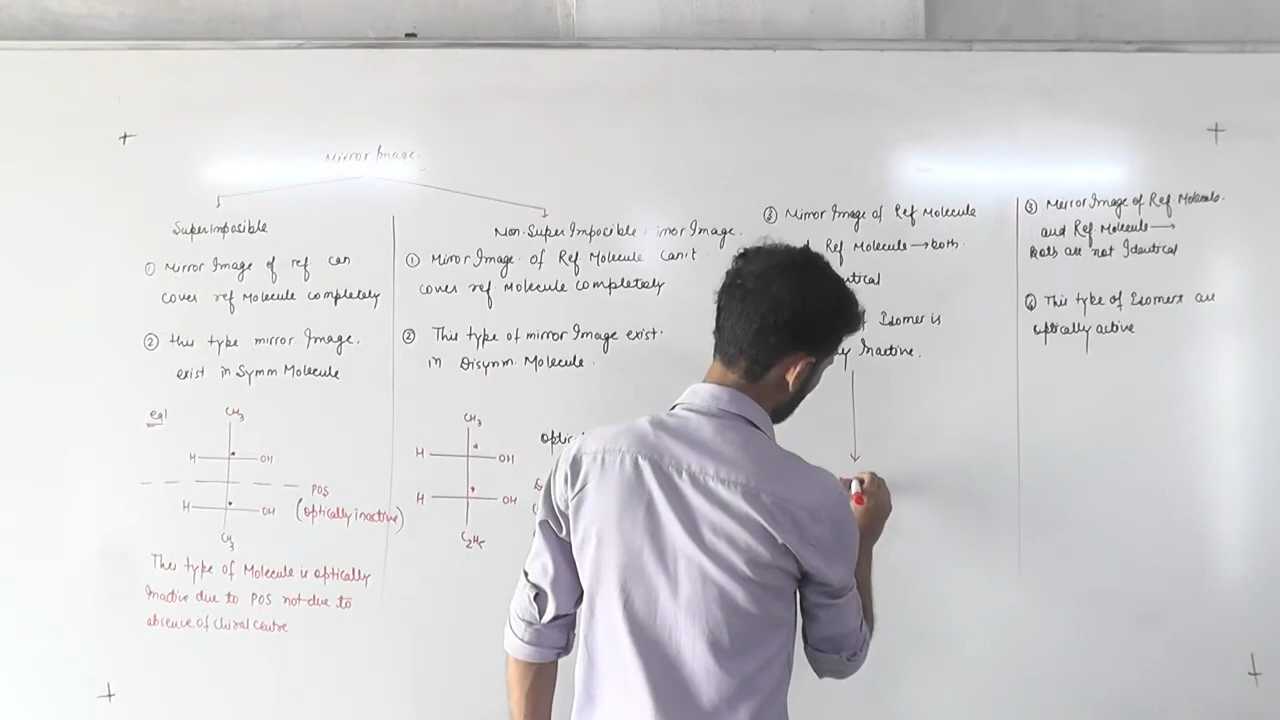 Mirror Image.
Superimposible
① Mirror Image of ref can
cover ref Molecule completely
② this type mirror Image.
exist in Symm Molecule
eg!
CH3
H OH
POS
H OH (optically inactive)
CH3
This type of Molecule is optically
Inactive due to POS not due to
absence of chiral centre
Non-Super Imposible Image.
① Mirror Image of Ref Molecule can't
cover ref Molecule completely
② This type of mirror Image exist.
in Disymm. Molecule.
CH3
H OH
H OH
C2H5
③ Mirror Image of Ref Molecule
Ref Molecule → both.
of Isomer is
Inactive.
③ Mirror Image of Ref Molecule.
and Ref Molecule →
Both are not Identical
④ This type of Isomers are
optically active